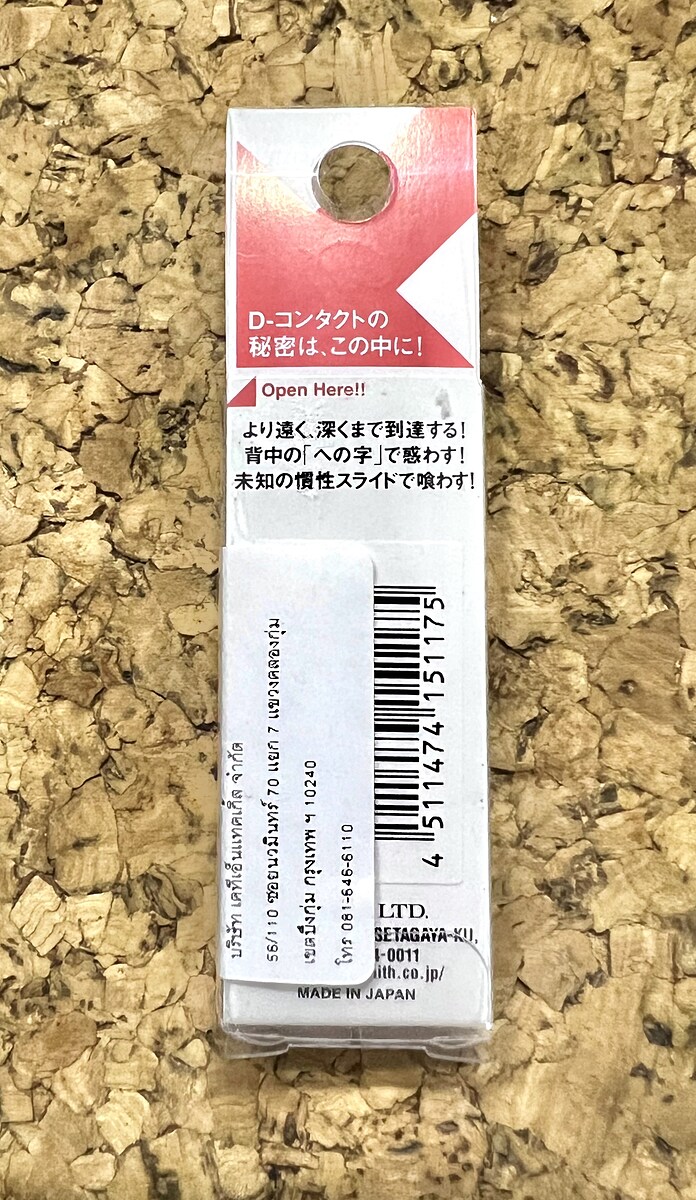 D-コンタクトの
秘密は、この中に!
Open Here!!
より遠く、深くまで到達する!
背中の「への字」で惑わす!
未知の慣性スライドで喰わす!
บริษัท เคทีเอ็นแทคเกิ้ล จำกัด
56/110 ซอยนวมินทร์ 70 แยก 7 แขวงคลองกุ่ม
เขตบึงกุ่ม กรุงเทพ ฯ 10240
โทร 081-646-6110
4 511474 151175
LTD.
SETAGAYA-KU,
-0011
ith.co.jp/
MADE IN JAPAN